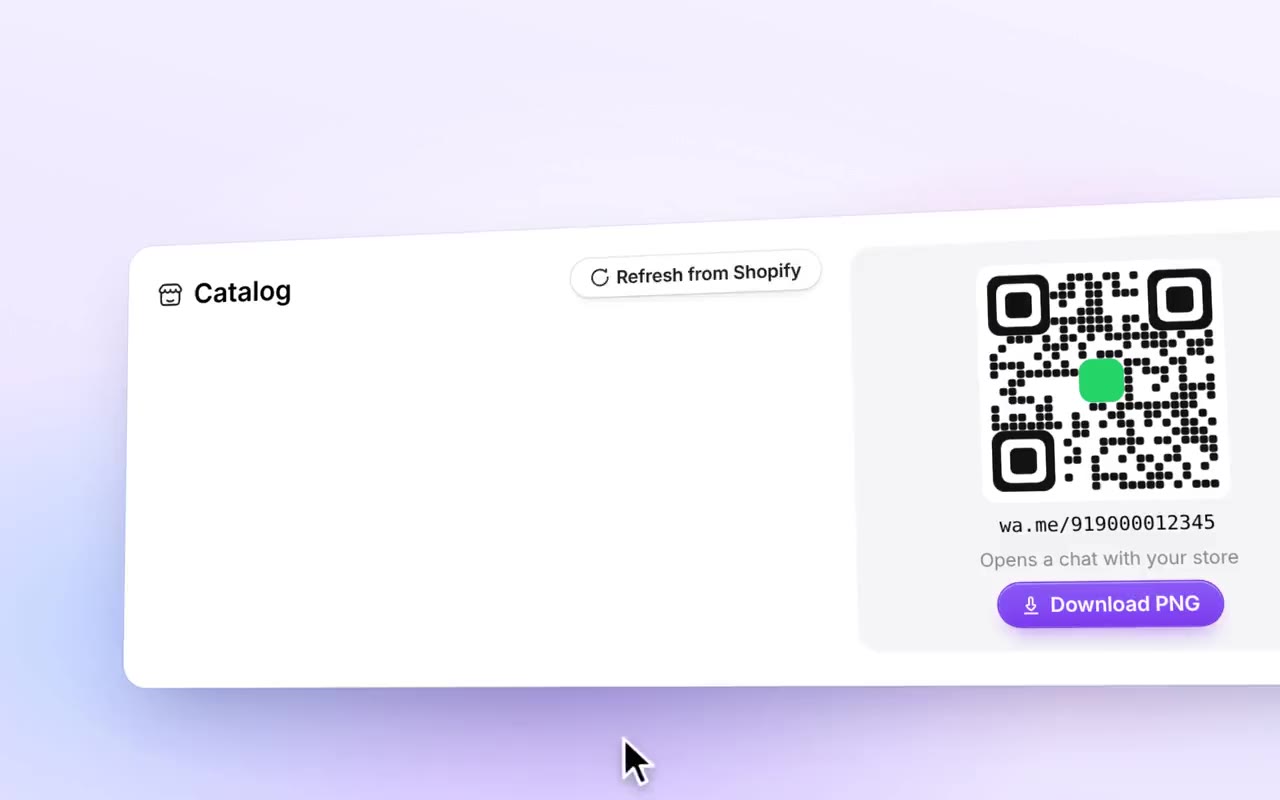 Catalog
Refresh from Shopify
wa.me/919000012345
Opens a chat with your store
Download PNG